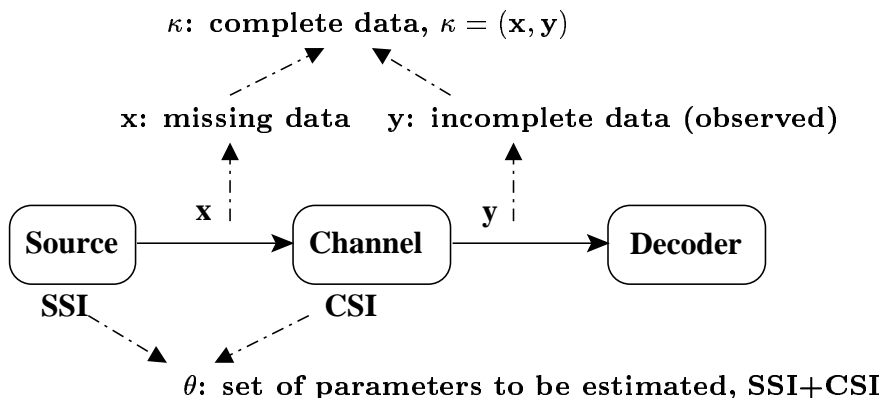 κ: complete data, κ = (x, y)
x: missing data y: incomplete data (observed)
x y
Source Channel Decoder
SSI CSI
θ: set of parameters to be estimated, SSI+CSI